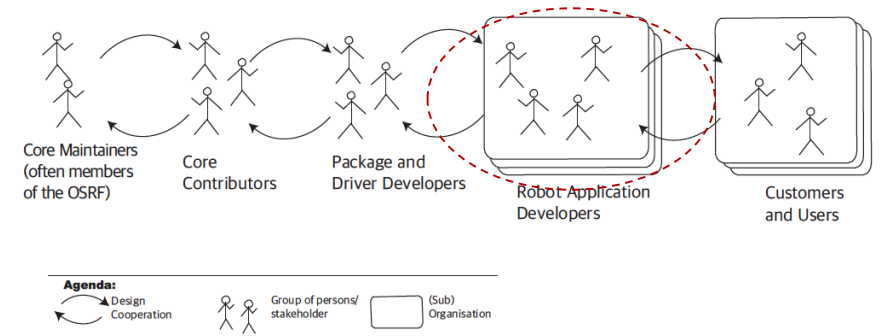 Core Maintainers
(often members
of the OSRF)
Core
Contributors
Package and
Driver Developers
Robot Application
Developers
Customers
and Users
Agenda:
Design
Cooperation
Group of persons/
stakeholder
(Sub)
Organisation